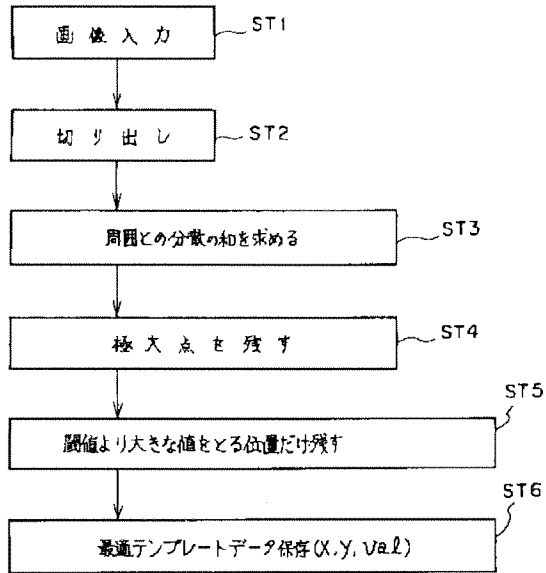 画像入力 ST1
切り出し ST2
周囲との分散の和を求める ST3
極大点を残す ST4
閾値より大きな値をとる位置だけ残す ST5
最適テンプレートデータ保存(X,Y,Val) ST6